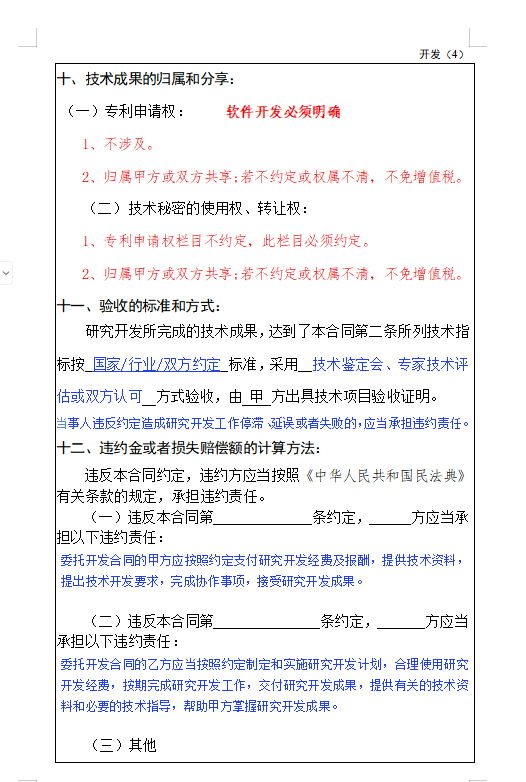 开发（4）
十、技术成果的归属和分享：
（一）专利申请权： 软件开发必须明确
1、不涉及。
2、归属甲方或双方共享;若不约定或权属不清，不免增值税。
（二）技术秘密的使用权、转让权：
1、专利申请权栏目不约定，此栏目必须约定。
2、归属甲方或双方共享;若不约定或权属不清，不免增值税。
十一、验收的标准和方式：
研究开发所完成的技术成果，达到了本合同第二条所列技术指
标按 国家/行业/双方约定 标准，采用__技术鉴定会、专家技术评
估或双方认可__方式验收，由 甲 方出具技术项目验收证明。
当事人违反约定造成研究开发工作停滞、延误或者失败的，应当承担违约责任。
十二、违约金或者损失赔偿额的计算方法：
违反本合同约定，违约方应当按照《中华人民共和国民法典》
有关条款的规定，承担违约责任。
（一）违反本合同第______________条约定，______方应当承
担以下违约责任：
委托开发合同的甲方应按照约定支付研究开发经费及报酬，提供技术资料，
提出技术开发要求，完成协作事项，接受研究开发成果。
（二）违反本合同第_______________条约定，_______方应当
承担以下违约责任：
委托开发合同的乙方应当按照约定制定和实施研究开发计划，合理使用研究
开发经费，按期完成研究开发工作，交付研究开发成果，提供有关的技术资
料和必要的技术指导，帮助甲方掌握研究开发成果。
（三）其他